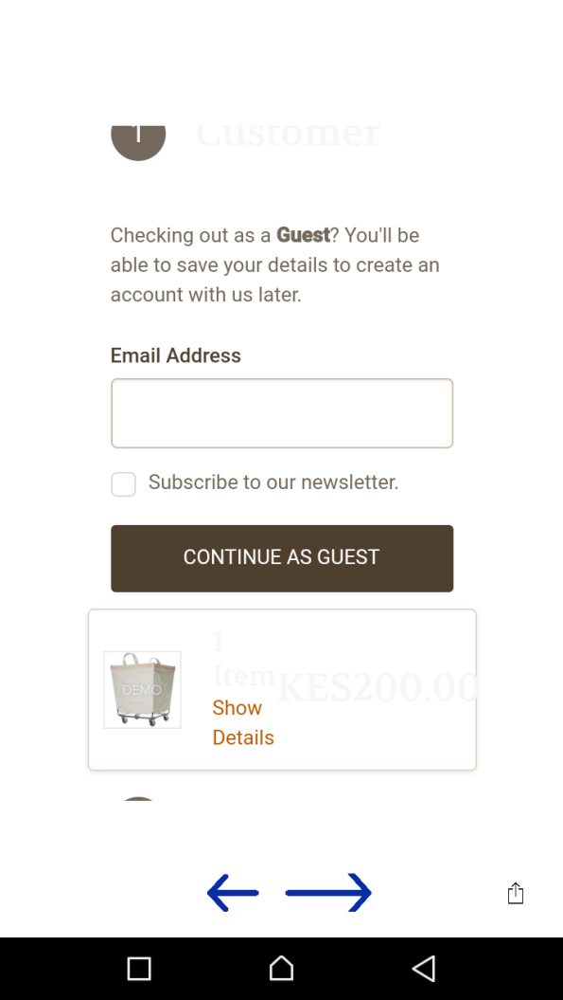 1
Customer
Checking out as a Guest? You'll be
able to save your details to create an
account with us later.
Email Address
Subscribe to our newsletter.
CONTINUE AS GUEST
DEMO
1
Item
KES200.00
Show
Details